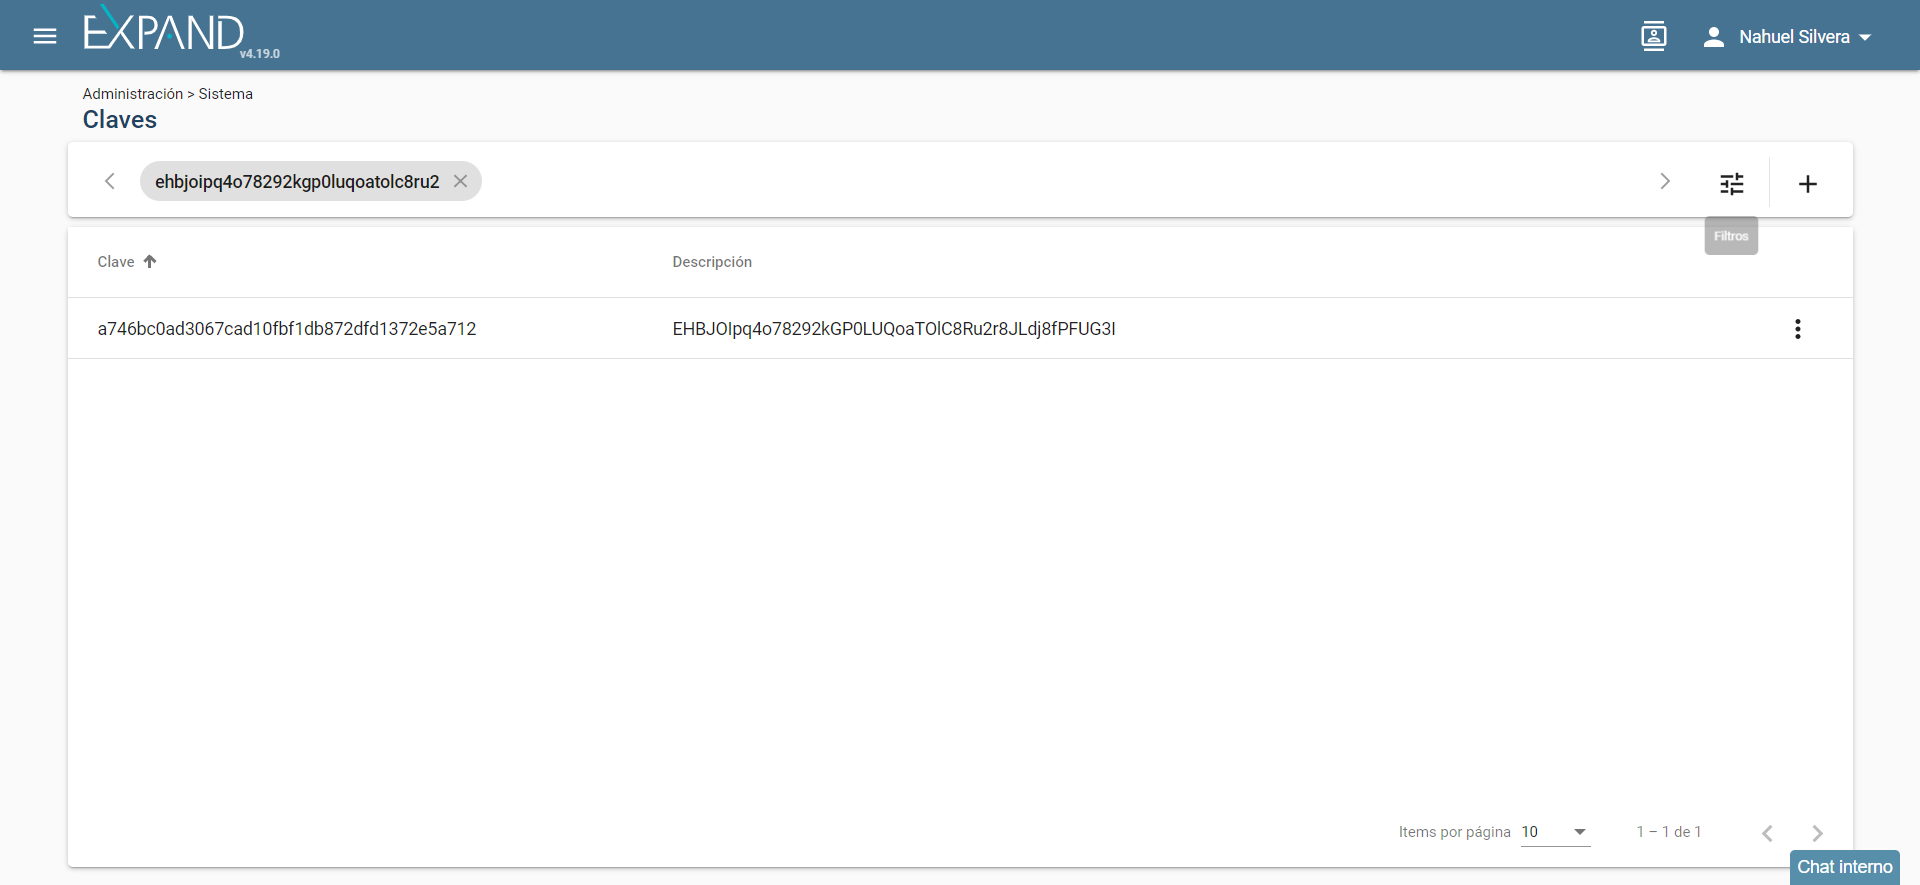 EXPAND
v4.19.0
Nahuel Silvera
Administración > Sistema
Claves
ehbjoipq4o78292kgp0luqoatolc8ru2
Filtros
Clave
Descripción
a746bc0ad3067cad10fbf1db872dfd1372e5a712
EHBJOIpq4o78292kGP0LUQoaTOlC8Ru2r8JLdj8fPFUG3I
Items por página 10
1 – 1 de 1
Chat interno